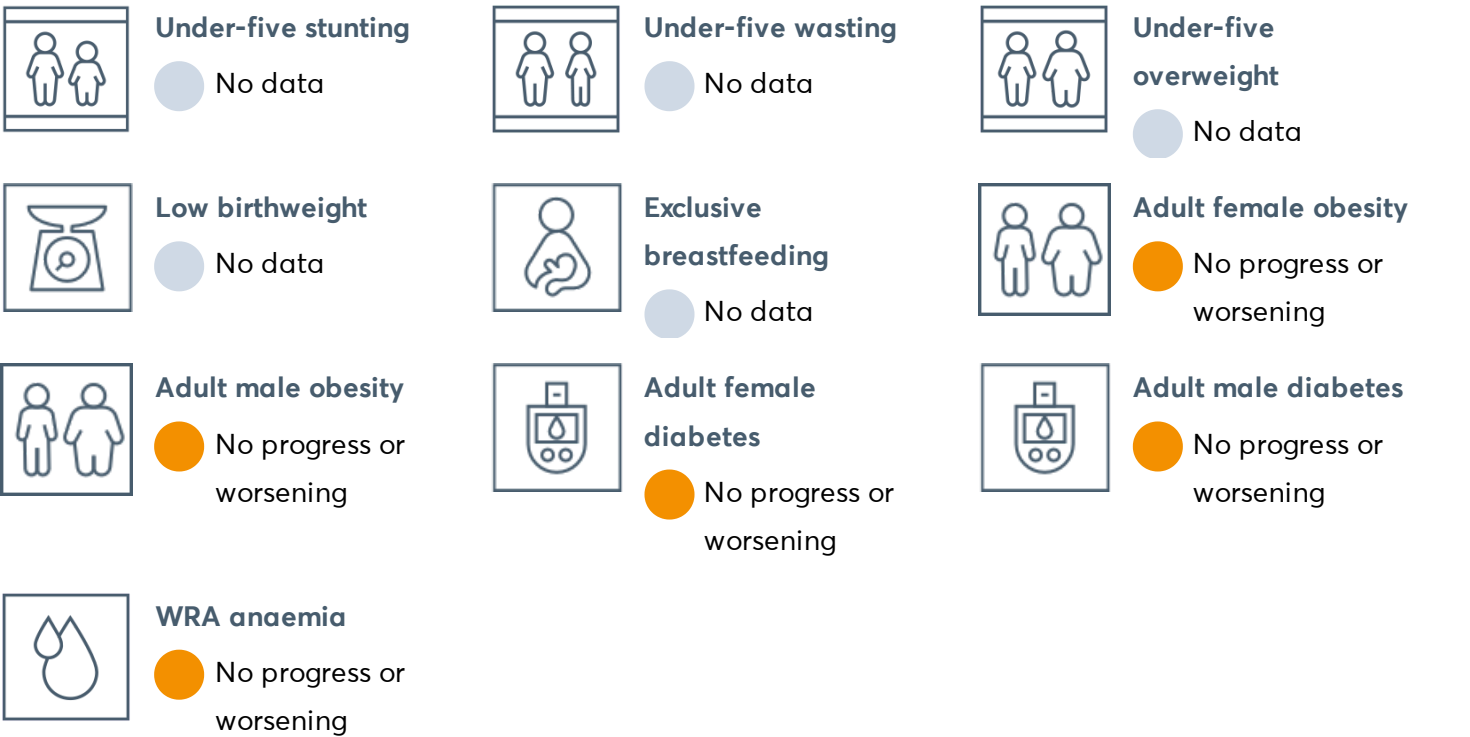 Under-five stunting
No data
Under-five wasting
No data
Under-five
overweight
No data
Low birthweight
No data
Exclusive
breastfeeding
No data
Adult female obesity
No progress or
worsening
Adult male obesity
No progress or
worsening
Adult female
diabetes
No progress or
worsening
Adult male diabetes
No progress or
worsening
WRA anaemia
No progress or
worsening